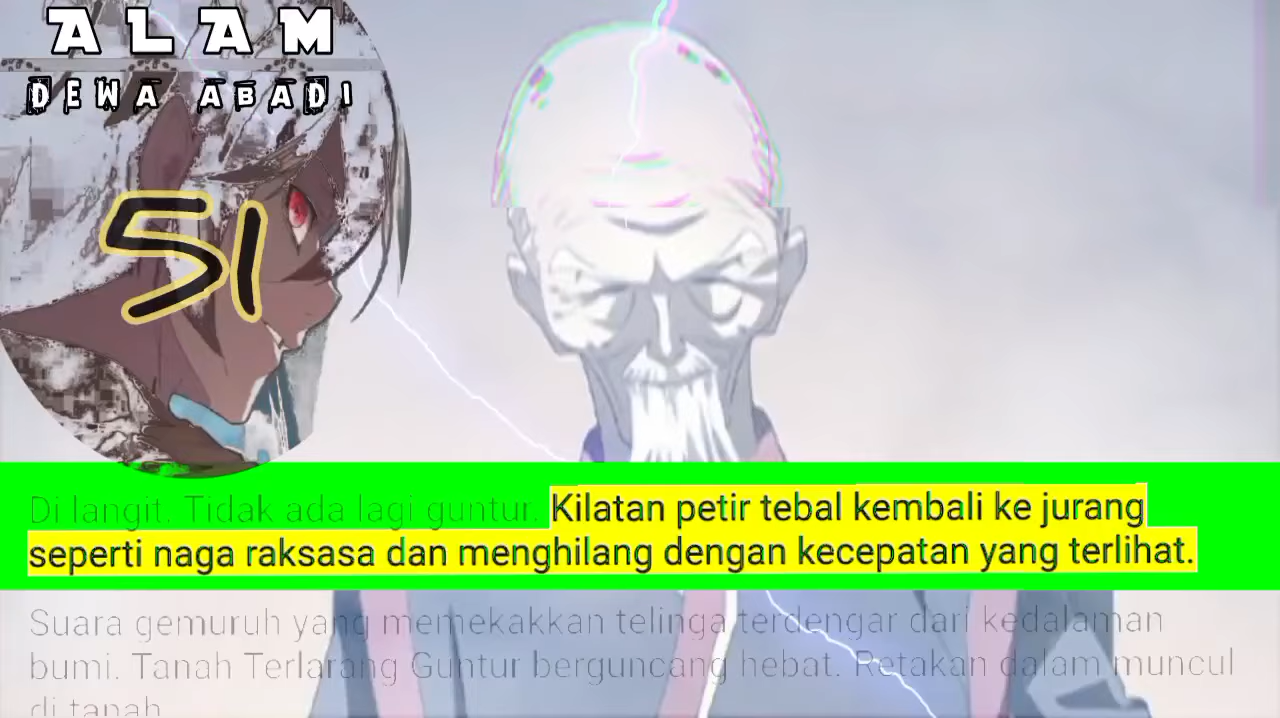 ALAM
DEWA ABADI
51
Di langit. Tidak ada lagi guntur. Kilatan petir tebal kembali ke jurang
seperti naga raksasa dan menghilang dengan kecepatan yang terlihat.
Suara gemuruh yang memekakkan telinga terdengar dari kedalaman
bumi. Tanah Terlarang Guntur berguncang hebat. Retakan dalam muncul
di tanah